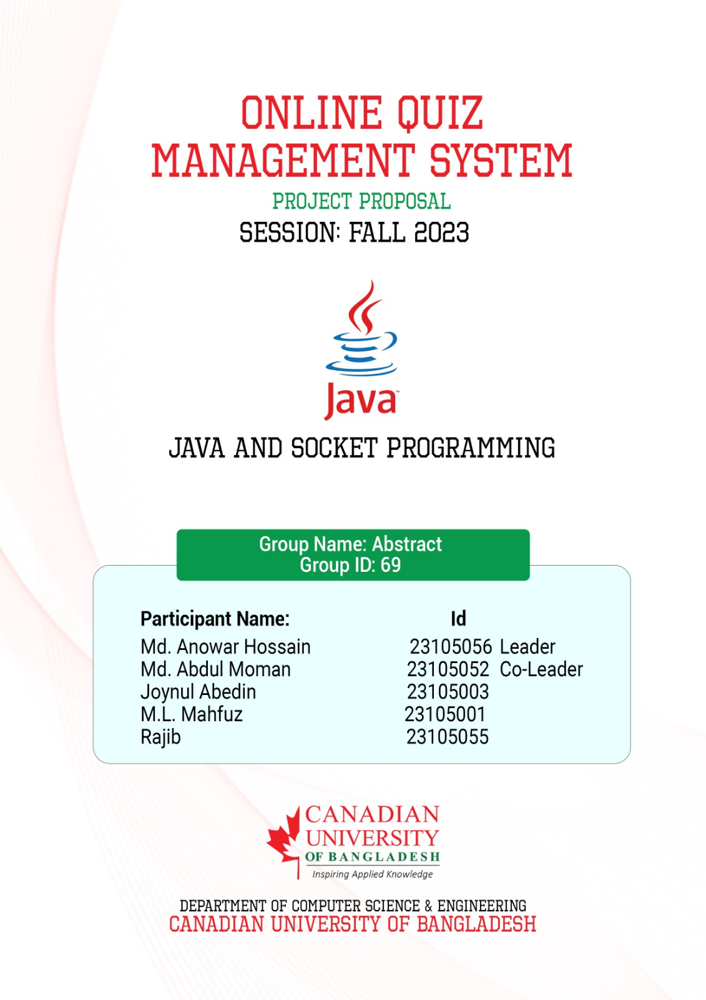 ONLINE QUIZ
MANAGEMENT SYSTEM
PROJECT PROPOSAL
SESSION: FALL 2023
Java™
JAVA AND SOCKET PROGRAMMING
Group Name: Abstract
Group ID: 69
Participant Name: Id
Md. Anowar Hossain 23105056 Leader
Md. Abdul Moman 23105052 Co-Leader
Joynul Abedin 23105003
M.L. Mahfuz 23105001
Rajib 23105055
CANADIAN
UNIVERSITY
OF BANGLADESH
Inspiring Applied Knowledge
DEPARTMENT OF COMPUTER SCIENCE & ENGINEERING
CANADIAN UNIVERSITY OF BANGLADESH